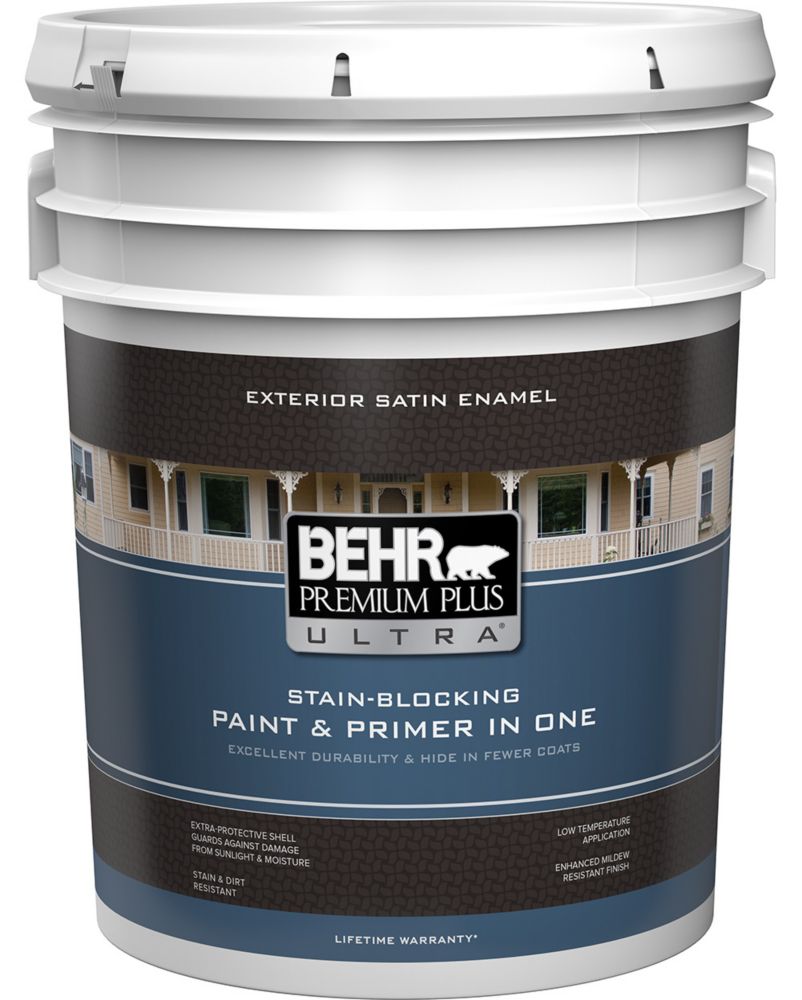 EXTERIOR SATIN ENAMEL
BEHR
PREMIUM PLUS
ULTRA®
STAIN-BLOCKING
PAINT & PRIMER IN ONE
EXCELLENT DURABILITY & HIDE IN FEWER COATS
EXTRA-PROTECTIVE SHELL
GUARDS AGAINST DAMAGE
FROM SUNLIGHT & MOISTURE
STAIN & DIRT
RESISTANT
LOW TEMPERATURE
APPLICATION
ENHANCED MILDEW
RESISTANT FINISH
LIFETIME WARRANTY*